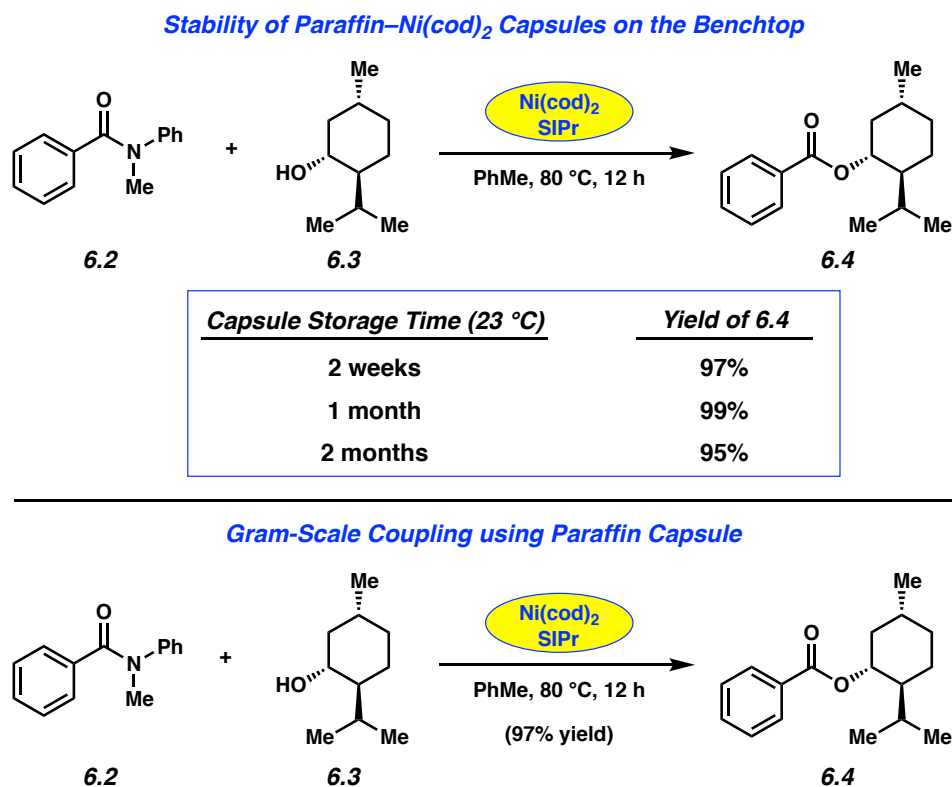 Stability of Paraffin–Ni(cod)2 Capsules on the Benchtop
Me
Me
O
Ph
N
Me
+
HO
Me
Me
Ni(cod)2
SIPr
PhMe, 80 °C, 12 h
O
O
Me
Me
6.2
6.3
6.4
Capsule Storage Time (23 °C)
Yield of 6.4
2 weeks
97%
1 month
99%
2 months
95%
Gram-Scale Coupling using Paraffin Capsule
Me
Me
O
Ph
N
Me
+
HO
Me
Me
Ni(cod)2
SIPr
PhMe, 80 °C, 12 h
(97% yield)
O
O
Me
Me
6.2
6.3
6.4